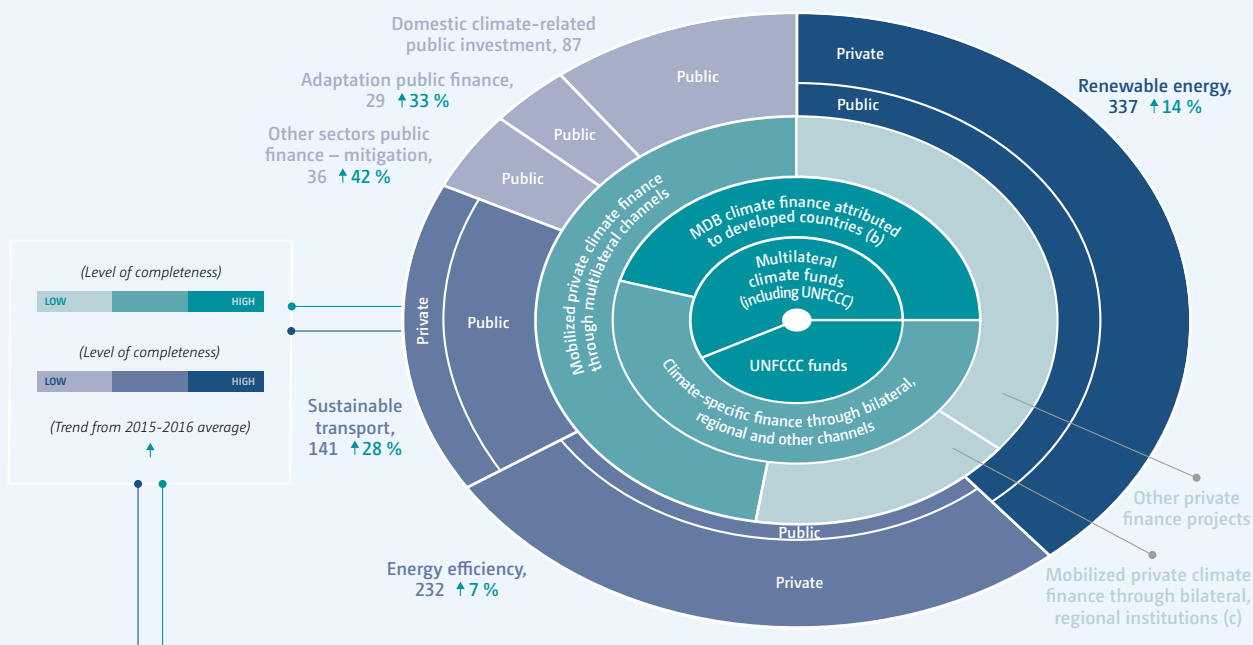 Domestic climate-related
public investment, 87
Adaptation public finance,
29 ↑33 %
Other sectors public
finance – mitigation,
36 ↑42 %
Public
Public
Public
Private
Public
Renewable energy,
337 ↑14 %
(Level of completeness)
LOW HIGH
(Level of completeness)
LOW HIGH
(Trend from 2015-2016 average)
↑
Private
Public
Sustainable
transport,
141 ↑28 %
Mobilized private climate finance
through multilateral channels
MDB climate finance attributed
to developed countries (b)
Multilateral
climate funds
(including UNFCCC)
UNFCCC funds
Climate-specific finance through bilateral,
regional and other channels
Other private
finance projects
Public
Private
Energy efficiency,
232 ↑7 %
Mobilized private climate
finance through bilateral,
regional institutions (c)